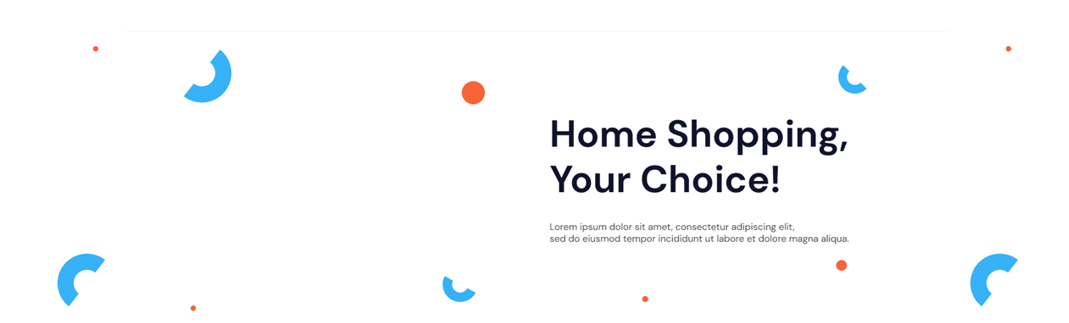 Home Shopping,
Your Choice!
Lorem ipsum dolor sit amet, consectetur adipiscing elit,
sed do eiusmod tempor incididunt ut labore et dolore magna aliqua.